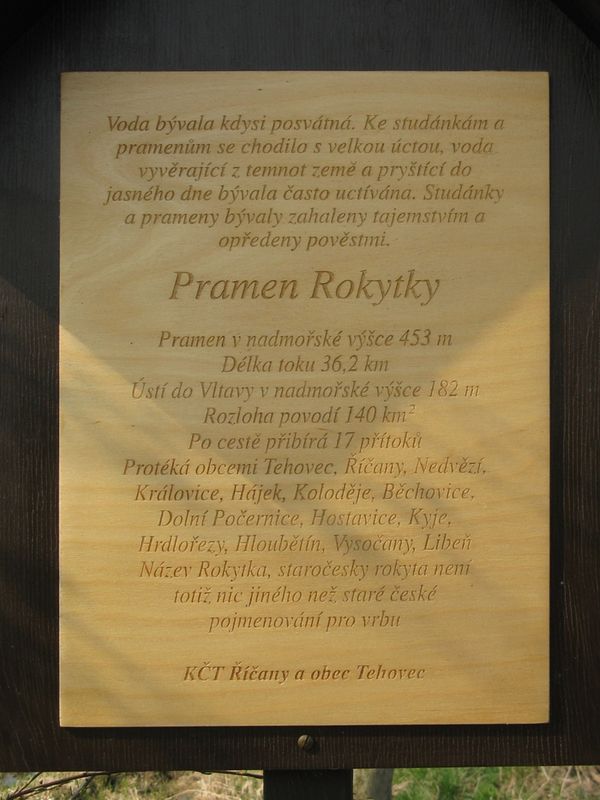 Voda bývala kdysi posvátná. Ke studánkám a
pramenům se chodilo s velkou úctou, voda
vyvěrající z temnot země a pryštící do
jasného dne bývala často uctívána. Studánky
a prameny bývaly zahaleny tajemstvím a
opředeny pověstmi.
Pramen Rokytky
Pramen v nadmořské výšce 453 m
Délka toku 36,2 km
Ústí do Vltavy v nadmořské výšce 182 m
Rozloha povodí 140 km²
Po cestě přibírá 17 přítoků
Protéká obcemi Tehovec, Říčany, Nedvězí,
Královice, Hájek, Koloděje, Běchovice,
Dolní Počernice, Hostavice, Kyje,
Hrdlořezy, Hloubětín, Vysočany, Libeň
Název Rokytka, staročesky rokyta není
totiž nic jiného než staré české
pojmenování pro vrbu
KČT Říčany a obec Tehovec